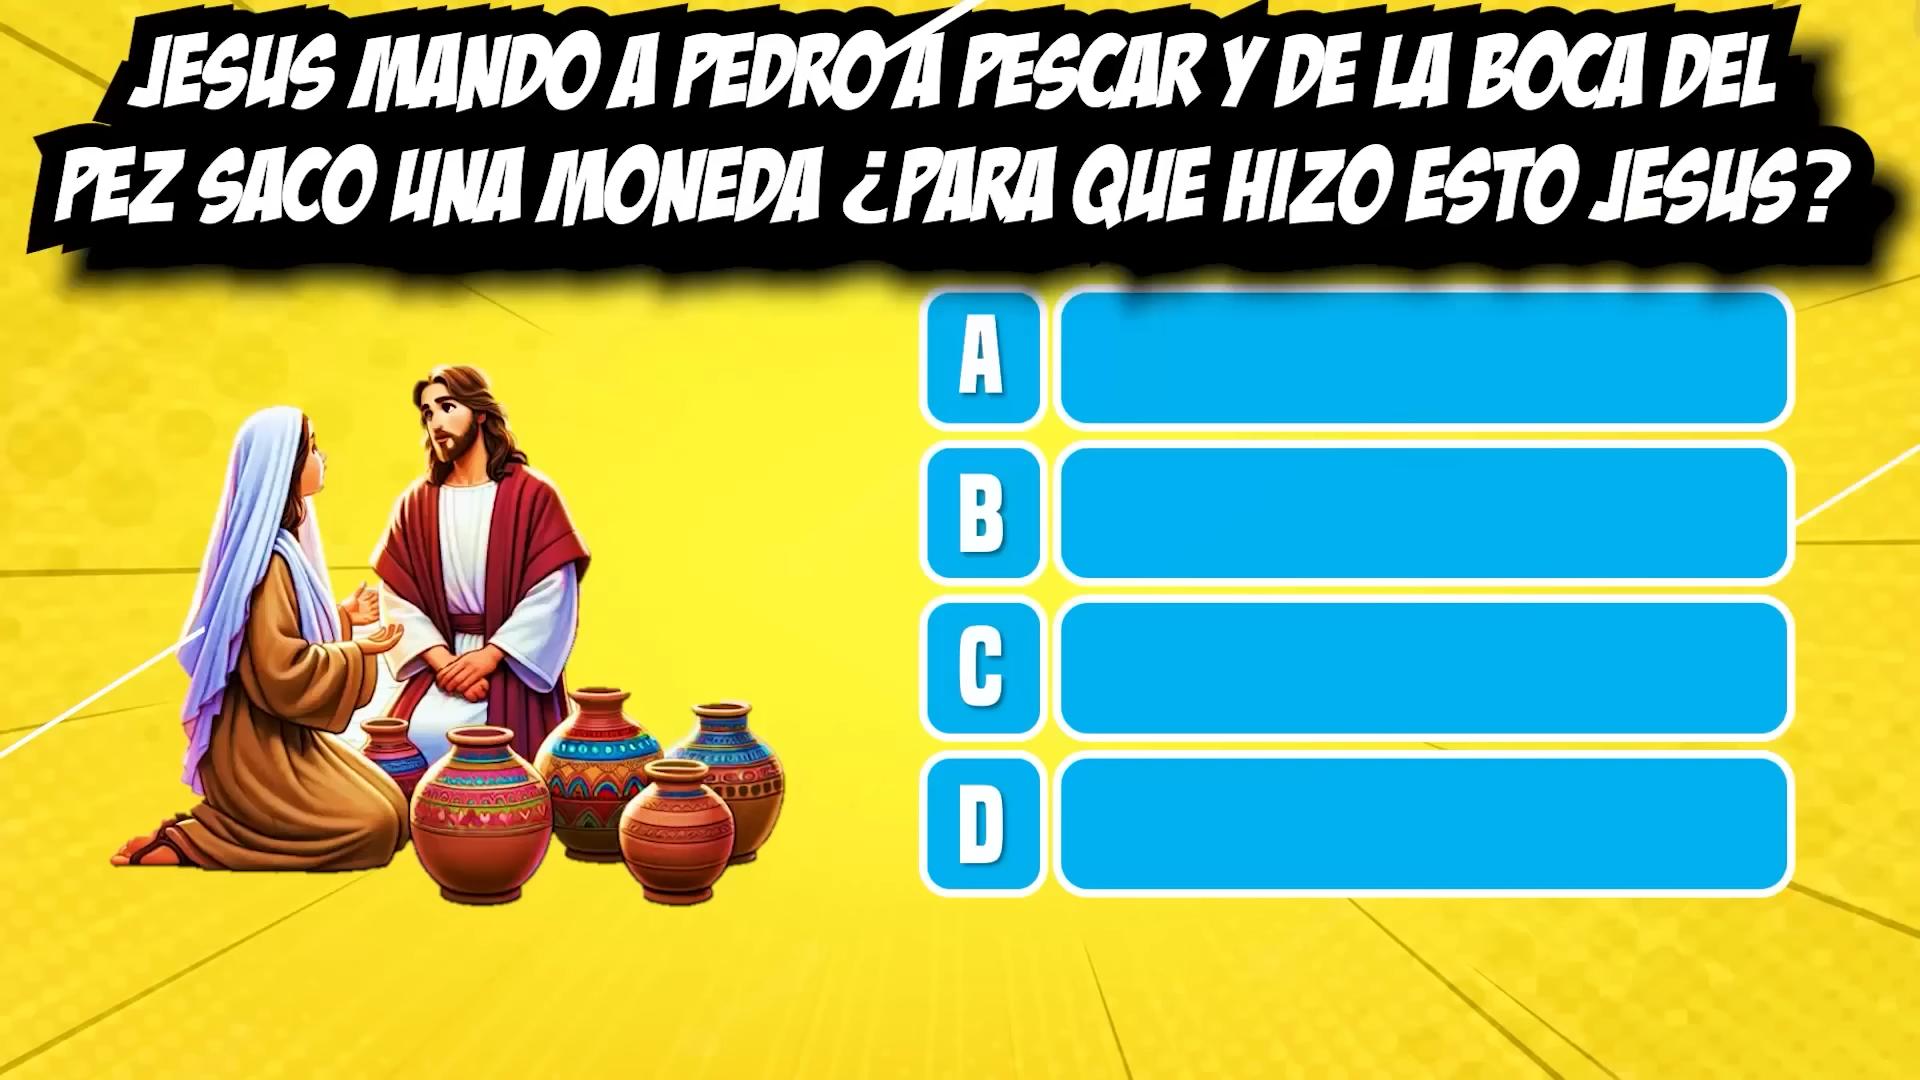 JESUS MANDO A PEDRO A PESCAR Y DE LA BOCA DEL
PEZ SACO UNA MONEDA ¿PARA QUE HIZO ESTO JESUS?
A
B
C
D